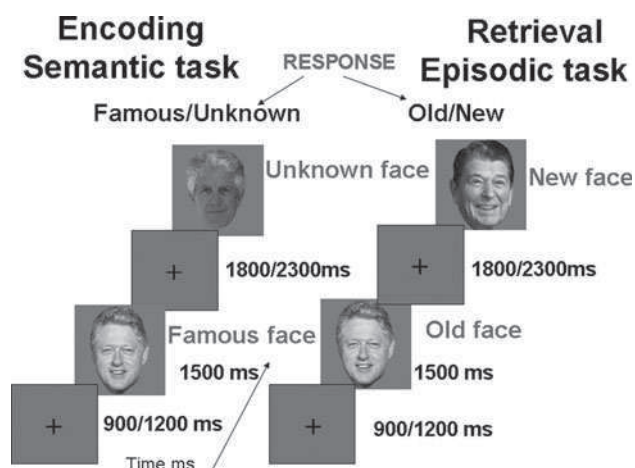 Encoding
Semantic task
RESPONSE
Retrieval
Episodic task
Famous/Unknown
Old/New
Unknown face
New face
1800/2300ms
1800/2300ms
Famous face
Old face
1500 ms
1500 ms
900/1200 ms
900/1200 ms
Time ms